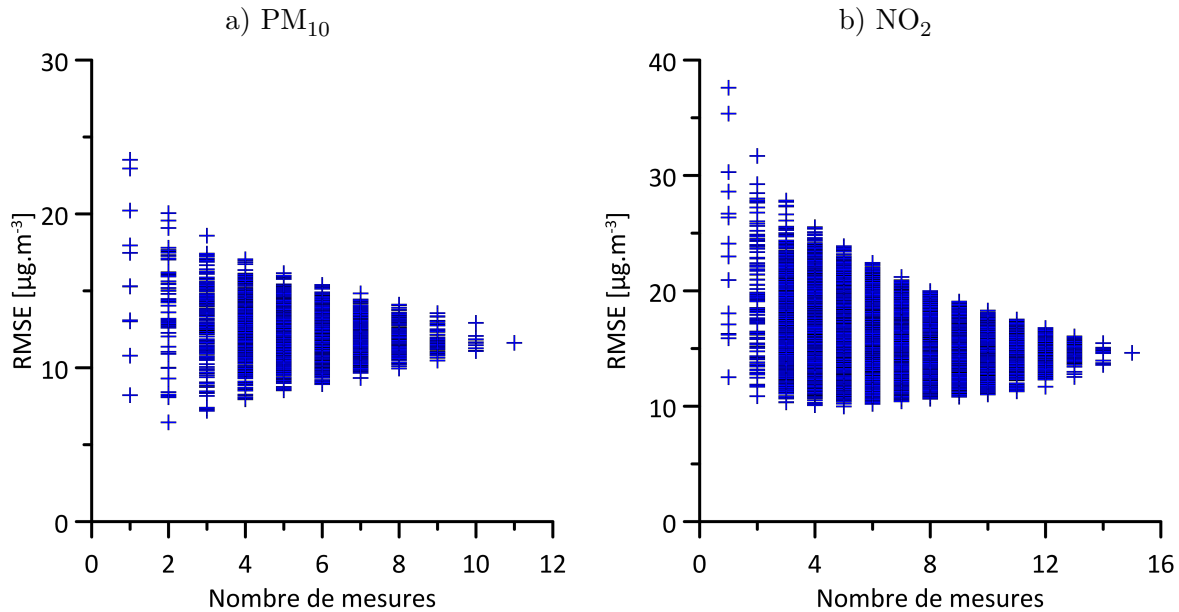 a) PM₁₀
b) NO₂
30
20
10
0
RMSE [µg.m⁻³]
0 2 4 6 8 10 12
Nombre de mesures
40
30
20
10
0
RMSE [µg.m⁻³]
0 4 8 12 16
Nombre de mesures